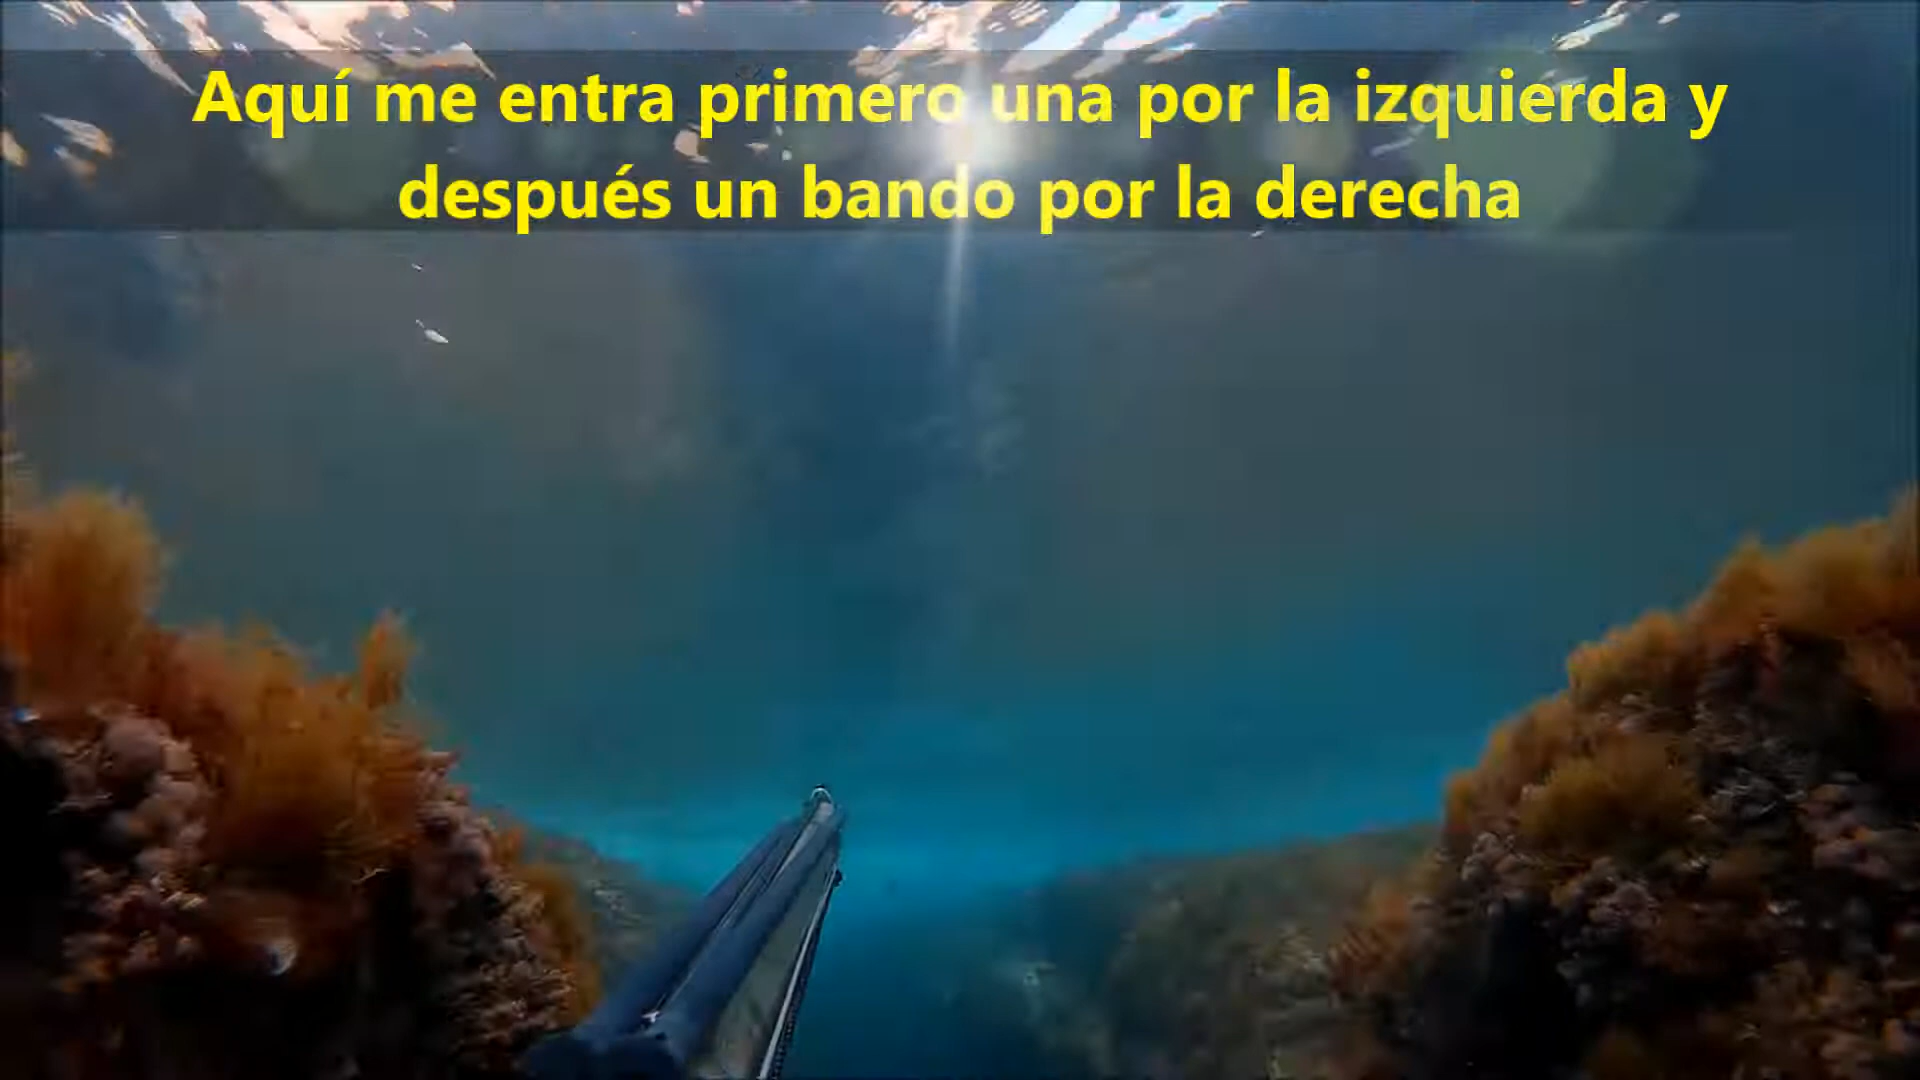 Aquí me entra primero una por la izquierda y
después un bando por la derecha